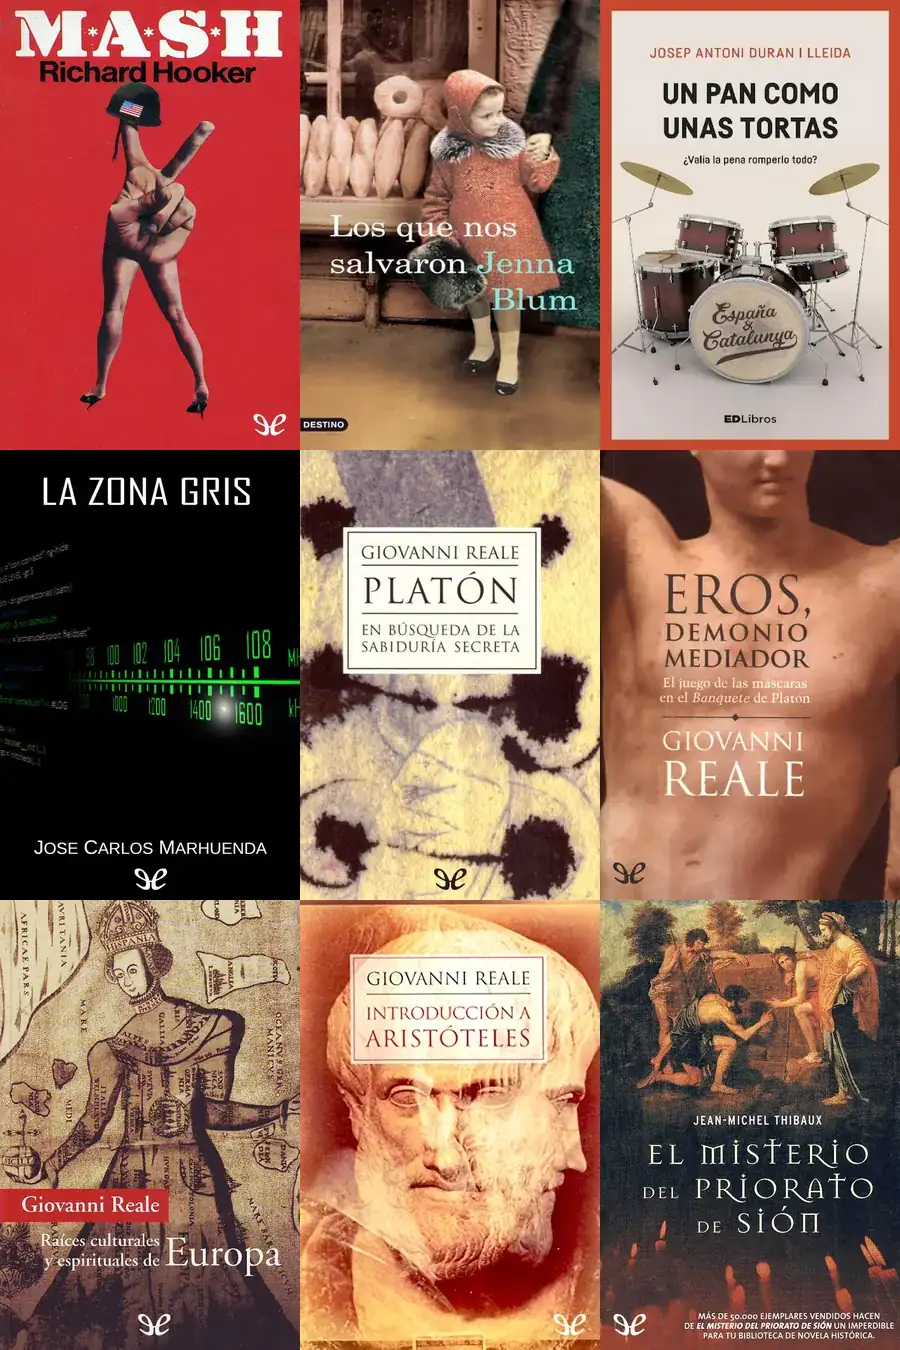 M*A*S*H
Richard Hooker
Los que nos
salvaron Jenna
Blum
DESTINO
JOSEP ANTONI DURAN I LLEIDA
UN PAN COMO
UNAS TORTAS
¿Valía la pena romperlo todo?
España
&
Catalunya
EDLibros
LA ZONA GRIS
98 100 102 104 106 108 MH
1000 1200 1400 1600 kH
JOSE CARLOS MARHUENDA
GIOVANNI REALE
PLATÓN
EN BÚSQUEDA DE LA
SABIDURÍA SECRETA
EROS,
DEMONIO
MEDIADOR
El juego de las máscaras
en el Banquete de Platón
GIOVANNI
REALE
HISPANIA
MARE
Giovanni Reale
Raíces culturales
y espirituales de Europa
GIOVANNI REALE
INTRODUCCIÓN A
ARISTÓTELES
JEAN-MICHEL THIBAUX
EL MISTERIO
DEL PRIORATO
DE SIÓN
MÁS DE 50.000 EJEMPLARES VENDIDOS HACEN
DE EL MISTERIO DEL PRIORATO DE SIÓN UN IMPERDIBLE
PARA TU BIBLIOTECA DE NOVELA HISTÓRICA.